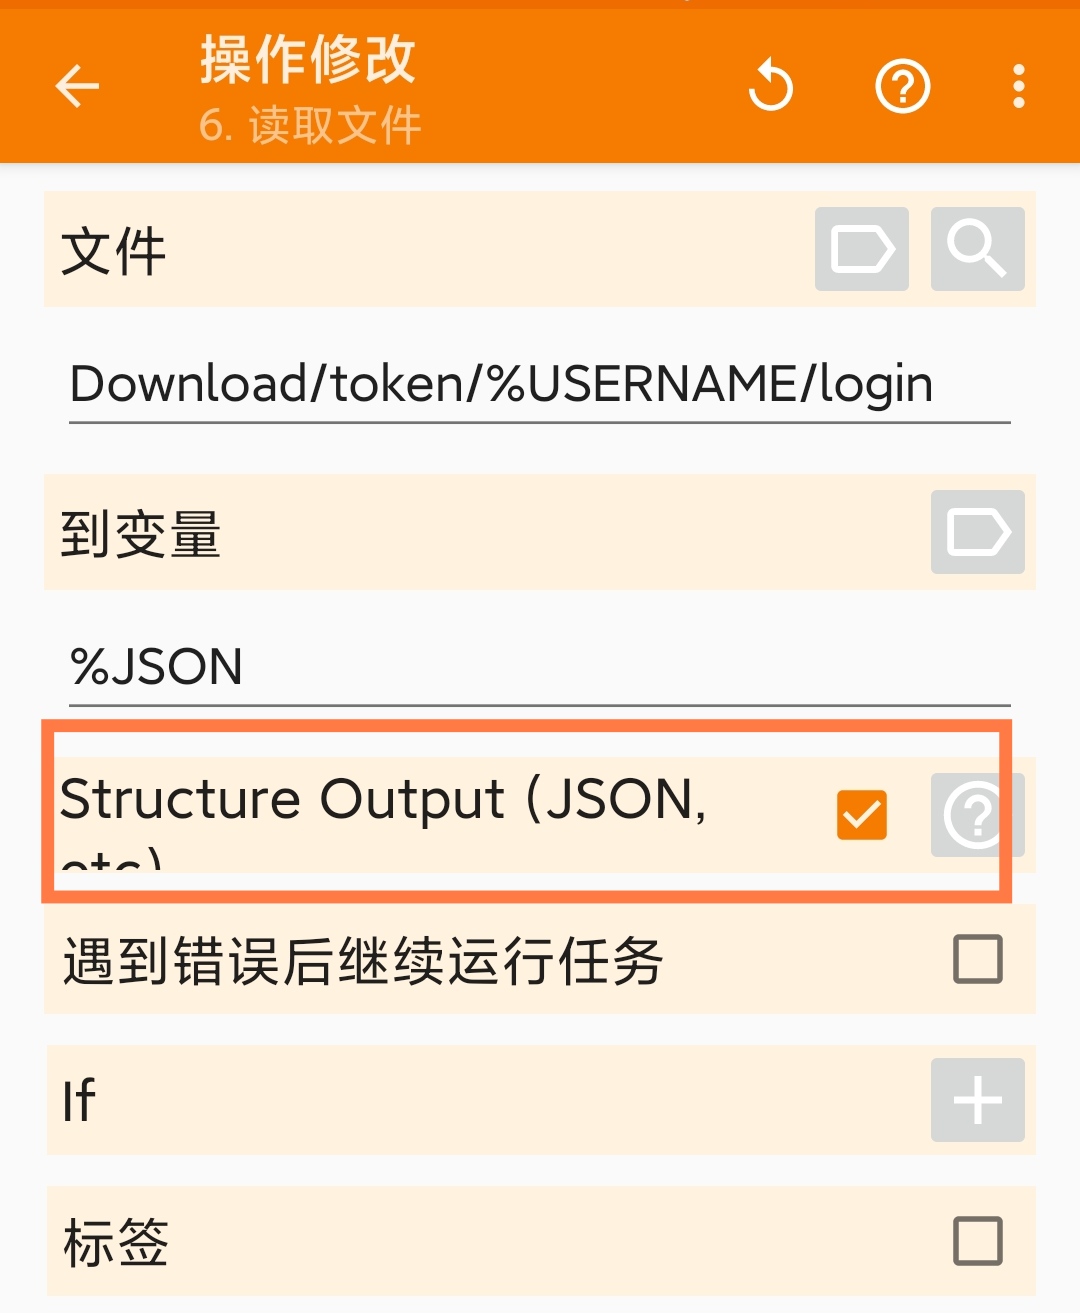 操作修改
6. 读取文件
文件
Download/token/%USERNAME/login
到变量
%JSON
Structure Output (JSON,
etc)
遇到错误后继续运行任务
If
标签